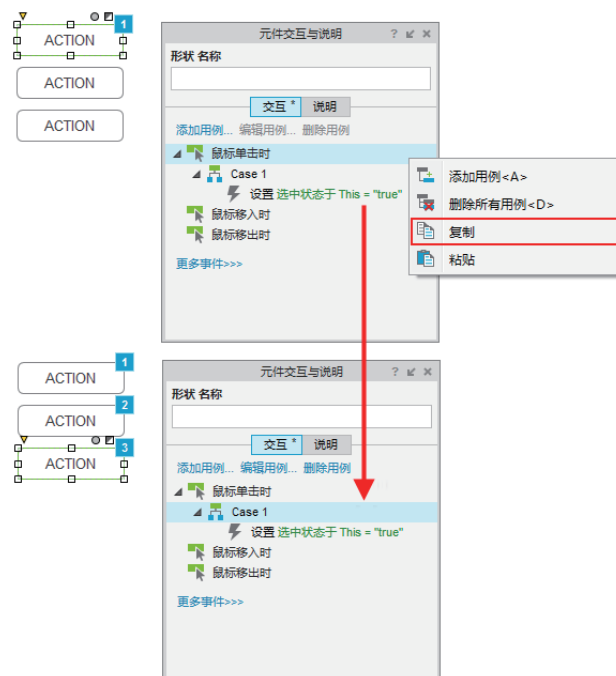 1
ACTION
ACTION
ACTION
元件交互与说明 ?
形状 名称
交互 * 说明
添加用例... 编辑用例... 删除用例
鼠标单击时
Case 1
设置 选中状态于 This = "true"
鼠标移入时
鼠标移出时
更多事件>>>
添加用例<A>
删除所有用例<D>
复制
粘贴
1
ACTION
2
ACTION
3
ACTION
元件交互与说明 ?
形状 名称
交互 * 说明
添加用例... 编辑用例... 删除用例
鼠标单击时
Case 1
设置 选中状态于 This = "true"
鼠标移入时
鼠标移出时
更多事件>>>